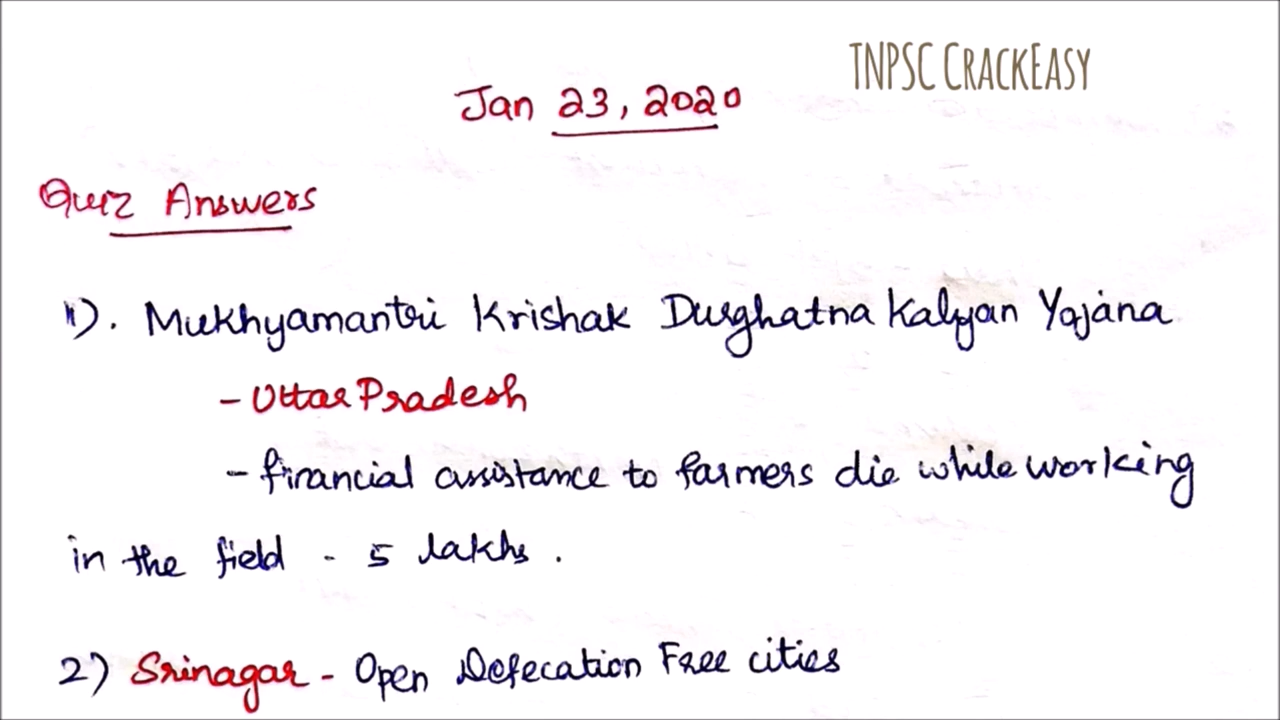 TNPSC CRACKEASY
Jan 23, 2020
Quiz Answers
1). Mukhyamantri Krishak Durghatna Kalyan Yojana
- Uttar Pradesh
- financial assistance to farmers die while working
in the field - 5 lakhs.
2) Srinagar - Open Defecation Free cities